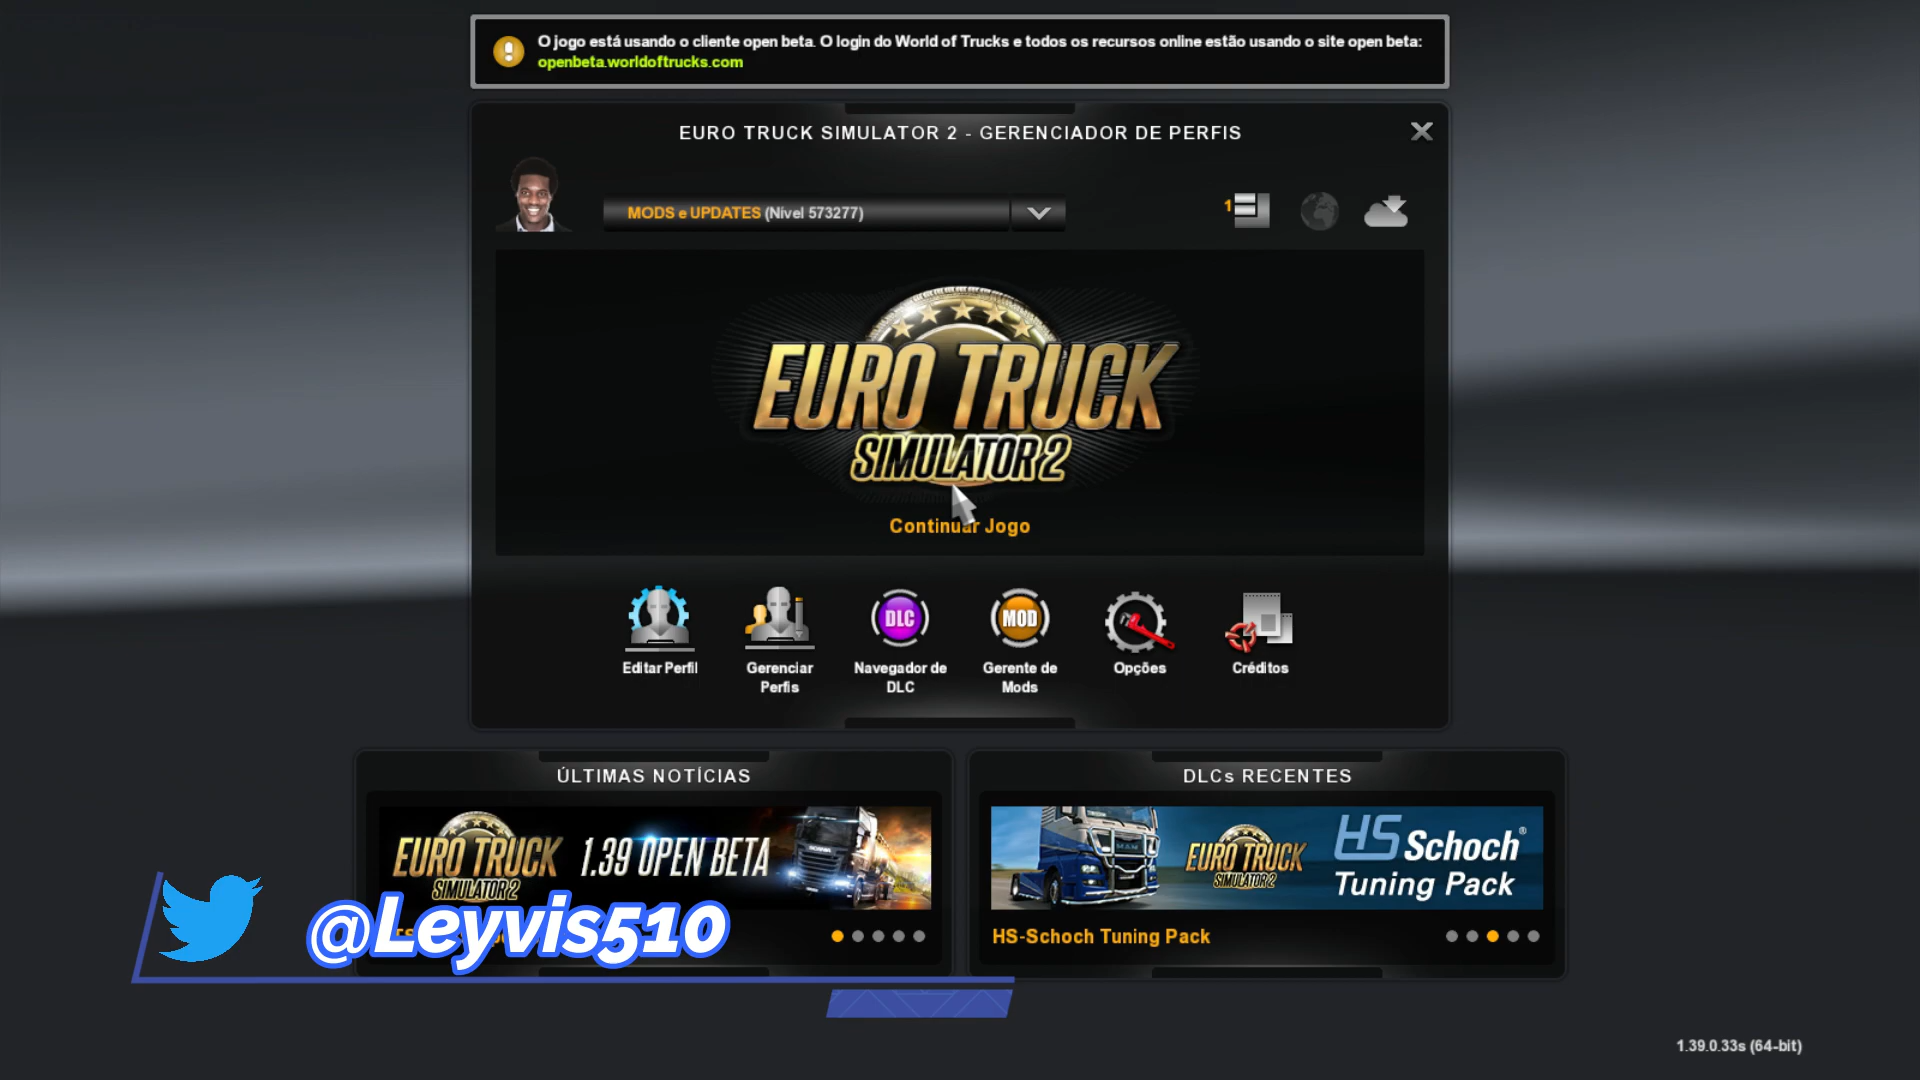 O jogo está usando o cliente open beta. O login do World of Trucks e todos os recursos online estão usando o site open beta:
openbeta.worldoftrucks.com
EURO TRUCK SIMULATOR 2 - GERENCIADOR DE PERFIS
MODS e UPDATES (Nível 573277)
1
EURO TRUCK
SIMULATOR 2
Continuar Jogo
DLC
MOD
Editar Perfil
Gerenciar
Perfis
Navegador de
DLC
Gerente de
Mods
Opções
Créditos
ÚLTIMAS NOTÍCIAS
EURO TRUCK
SIMULATOR 2
1.39 OPEN BETA
@Leyvis510
DLCs RECENTES
EURO TRUCK
SIMULATOR 2
HS Schoch®
Tuning Pack
HS-Schoch Tuning Pack
1.39.0.33s (64-bit)